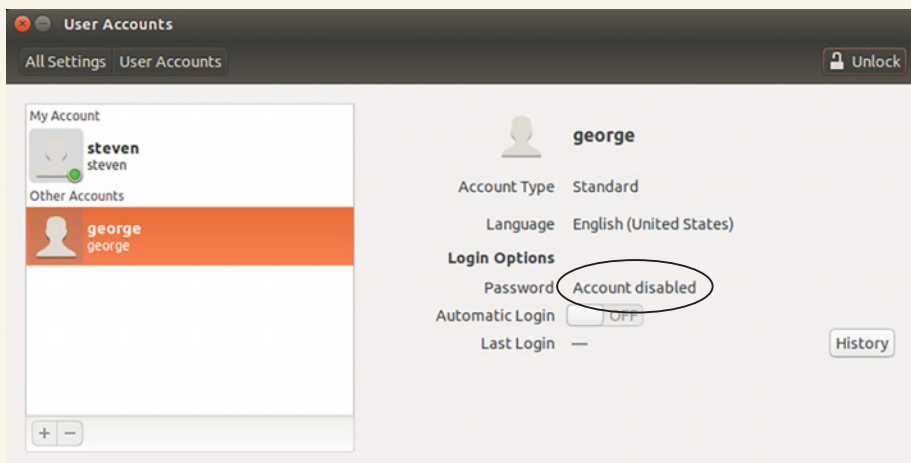 User Accounts
All Settings User Accounts
Unlock
My Account
steven
steven
Other Accounts
george
george
george
Account Type Standard
Language English (United States)
Login Options
Password Account disabled
Automatic Login OFF
Last Login —
History
+ −